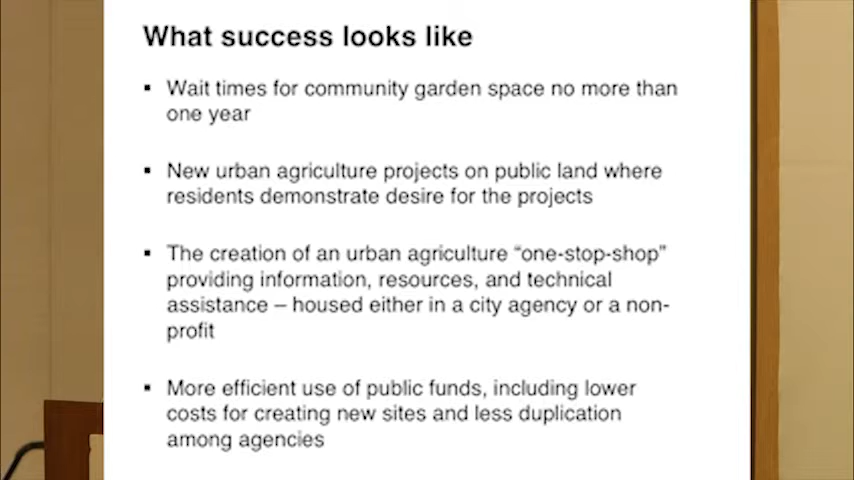 What success looks like
▪ Wait times for community garden space no more than
one year
▪ New urban agriculture projects on public land where
residents demonstrate desire for the projects
▪ The creation of an urban agriculture “one-stop-shop”
providing information, resources, and technical
assistance – housed either in a city agency or a non-
profit
▪ More efficient use of public funds, including lower
costs for creating new sites and less duplication
among agencies